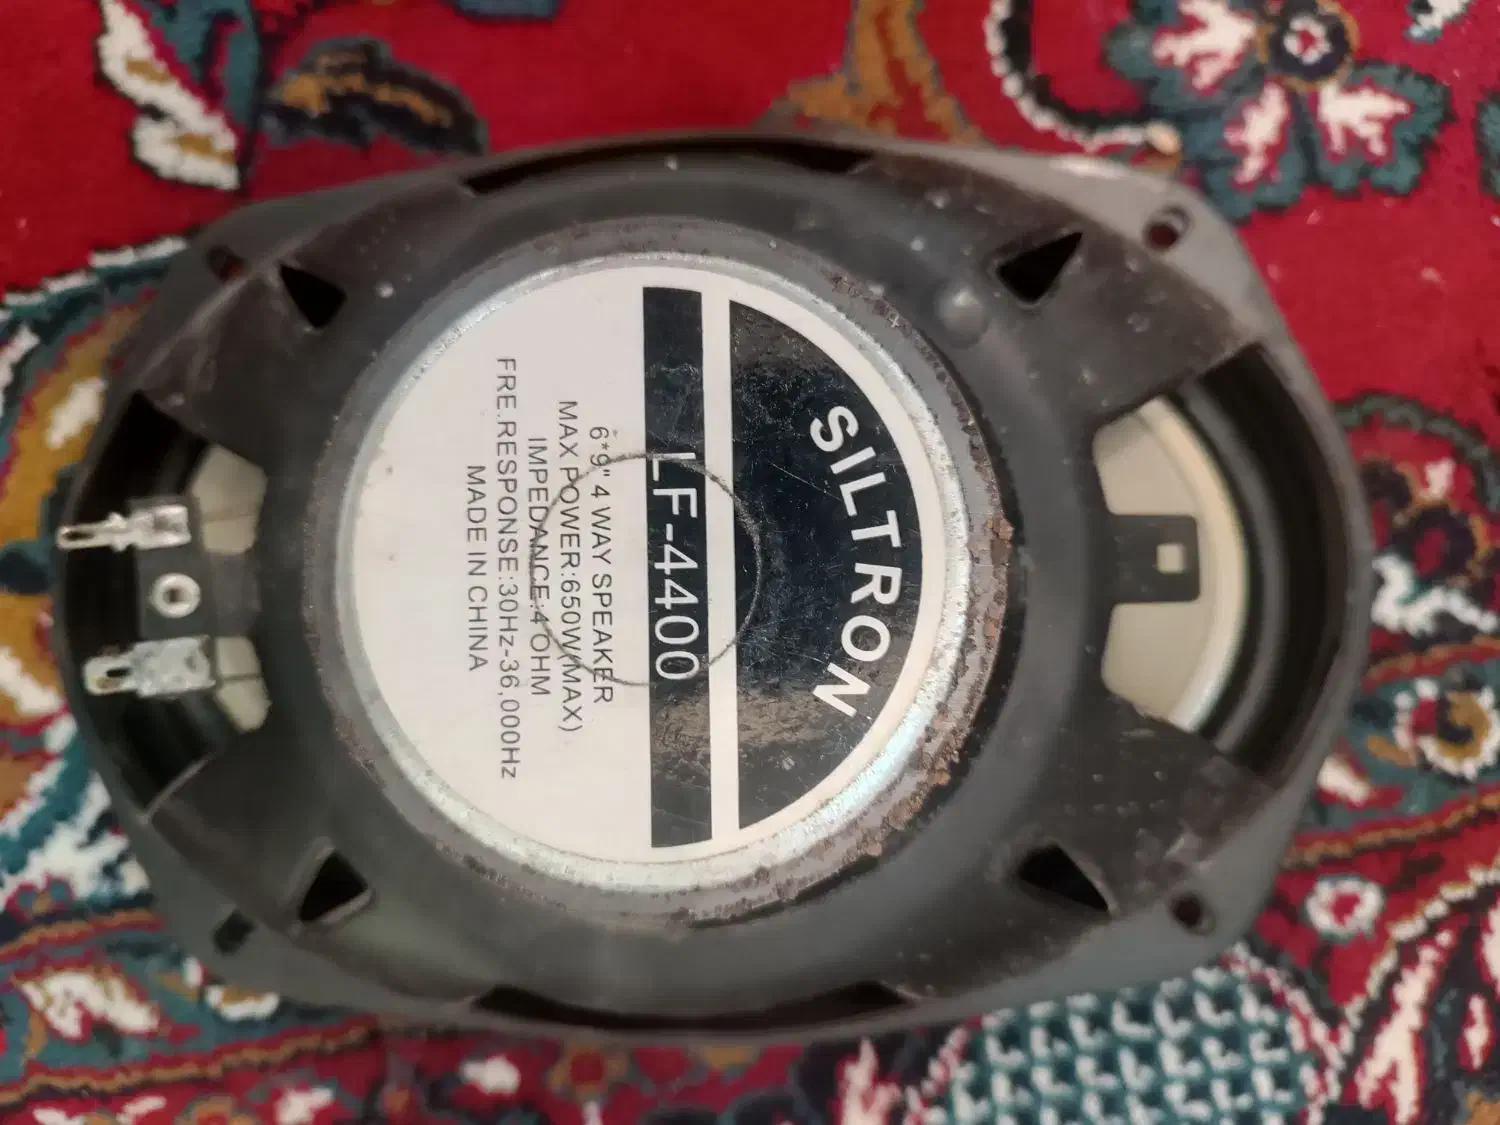 SILTRON
LF-4400
6*9" 4 WAY SPEAKER
MAX POWER:650W(MAX)
IMPEDANCE:4 OHM
FRE.RESPONSE:30Hz-36,000Hz
MADE IN CHINA